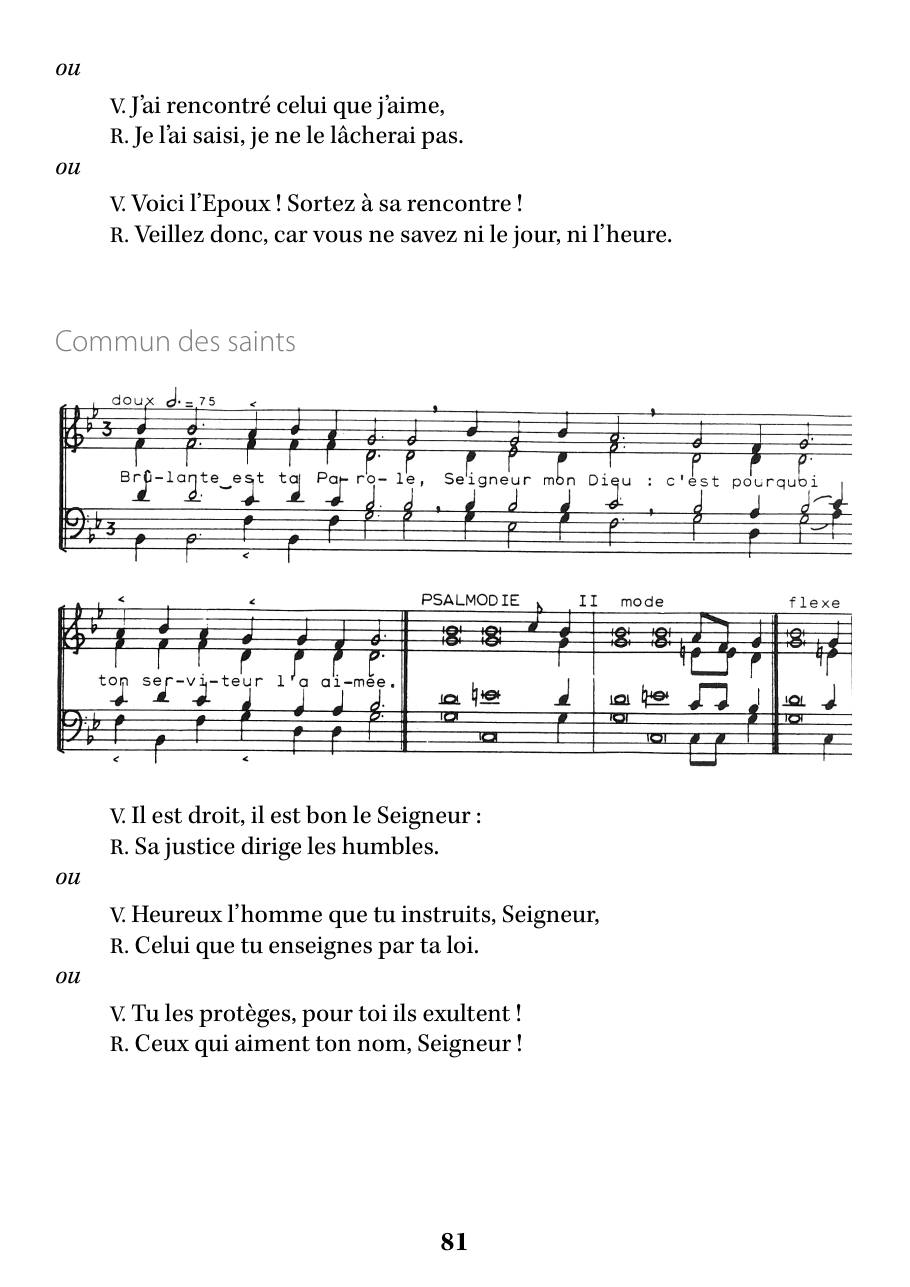 ou
V. J’ai rencontré celui que j’aime,
R. Je l’ai saisi, je ne le lâcherai pas.
ou
V. Voici l’Epoux ! Sortez à sa rencontre !
R. Veillez donc, car vous ne savez ni le jour, ni l’heure.
Commun des saints
doux = 75
3
Brû-lante est ta Pa-ro-le, Seigneur mon Dieu : c'est pourquoi
3
PSALMODIE II mode flexe
ton ser-vi-teur l'a ai-mée.
V. Il est droit, il est bon le Seigneur :
R. Sa justice dirige les humbles.
ou
V. Heureux l’homme que tu instruits, Seigneur,
R. Celui que tu enseignes par ta loi.
ou
V. Tu les protèges, pour toi ils exultent !
R. Ceux qui aiment ton nom, Seigneur !
81